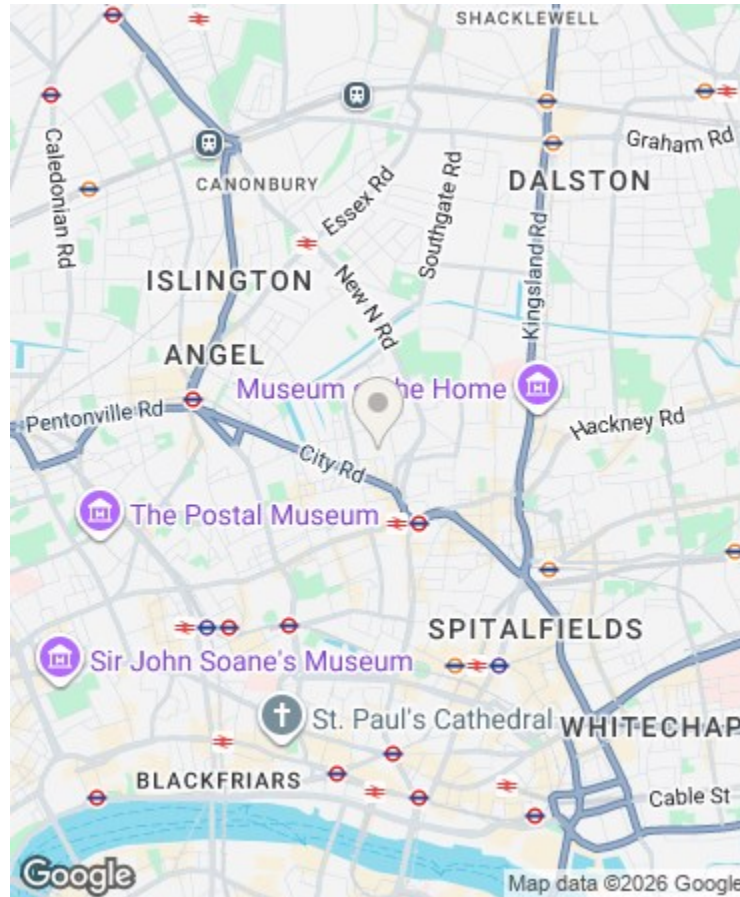 SHACKLEWELL
Caledonian Rd
Graham Rd
CANONBURY
Essex Rd
Southgate Rd
DALSTON
ISLINGTON
New N Rd
Kingsland Rd
ANGEL
Museum of the Home
Pentonville Rd
Hackney Rd
City Rd
The Postal Museum
SPITALFIELDS
Sir John Soane's Museum
St. Paul's Cathedral
WHITECHAP
BLACKFRIARS
Cable St
Google
Map data ©2026 Google